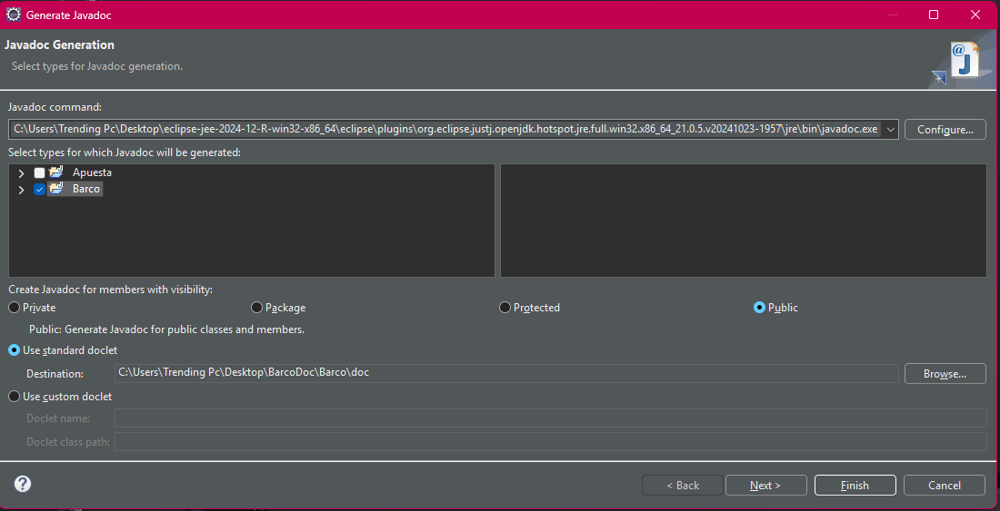 Generate Javadoc
Javadoc Generation
Select types for Javadoc generation.
Javadoc command:
C:\Users\Trending Pc\Desktop\eclipse-jee-2024-12-R-win32-x86_64\eclipse\plugins\org.eclipse.justj.openjdk.hotspot.jre.full.win32.x86_64_21.0.5.v20241023-1957\jre\bin\javadoc.exe
Configure...
Select types for which Javadoc will be generated:
Apuesta
Barco
Create Javadoc for members with visibility:
Private Package Protected Public
Public: Generate Javadoc for public classes and members.
Use standard doclet
Destination: C:\Users\Trending Pc\Desktop\BarcoDoc\Barco\doc Browse...
Use custom doclet
Doclet name:
Doclet class path:
? < Back Next > Finish Cancel